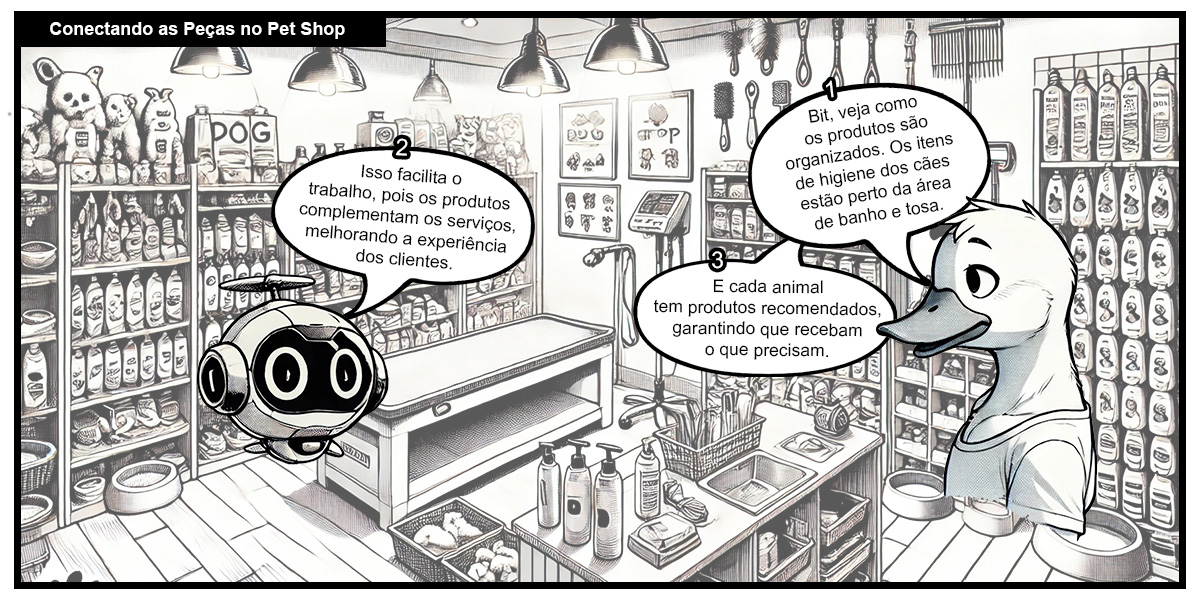 Conectando as Peças no Pet Shop
1
Bit, veja como
os produtos são
organizados. Os itens
de higiene dos cães
estão perto da área
de banho e tosa.
2
Isso facilita o
trabalho, pois os produtos
complementam os serviços,
melhorando a experiência
dos clientes.
3
E cada animal
tem produtos recomendados,
garantindo que recebam
o que precisam.
DOG